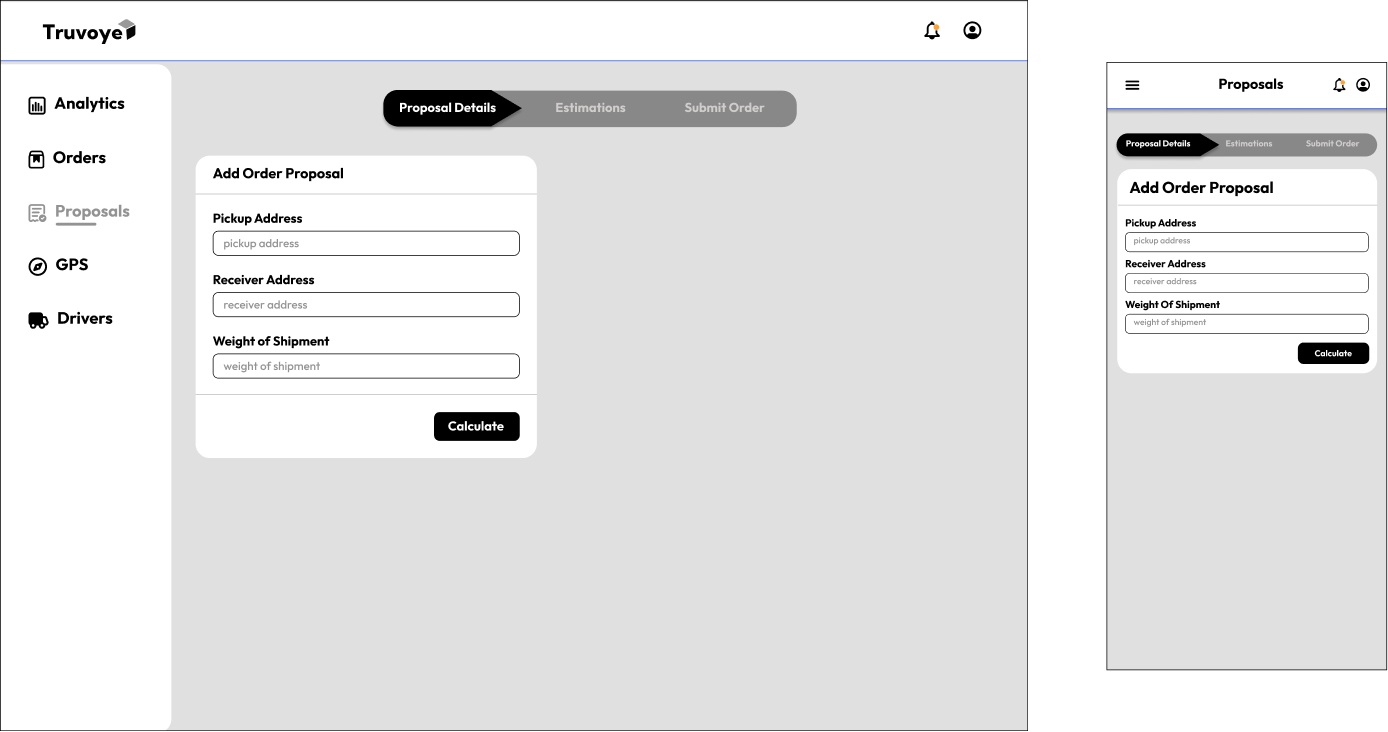 Truvoye
Analytics
Orders
Proposals
GPS
Drivers
Proposal Details
Estimations
Submit Order
Add Order Proposal
Pickup Address
pickup address
Receiver Address
receiver address
Weight of Shipment
weight of shipment
Calculate
Proposals
Proposal Details
Estimations
Submit Order
Add Order Proposal
Pickup Address
pickup address
Receiver Address
receiver address
Weight Of Shipment
weight of shipment
Calculate